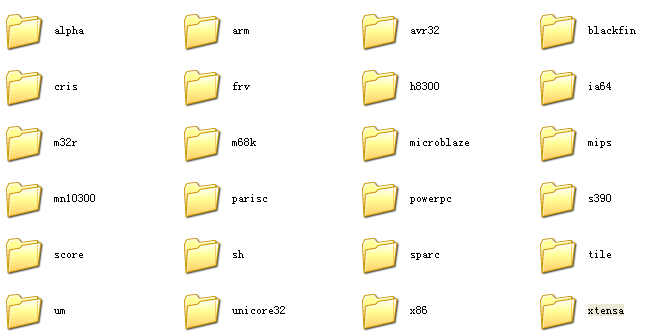 alpha arm avr32 blackfin
cris frv h8300 ia64
m32r m68k microblaze mips
mn10300 parisc powerpc s390
score sh sparc tile
um unicore32 x86 xtensa